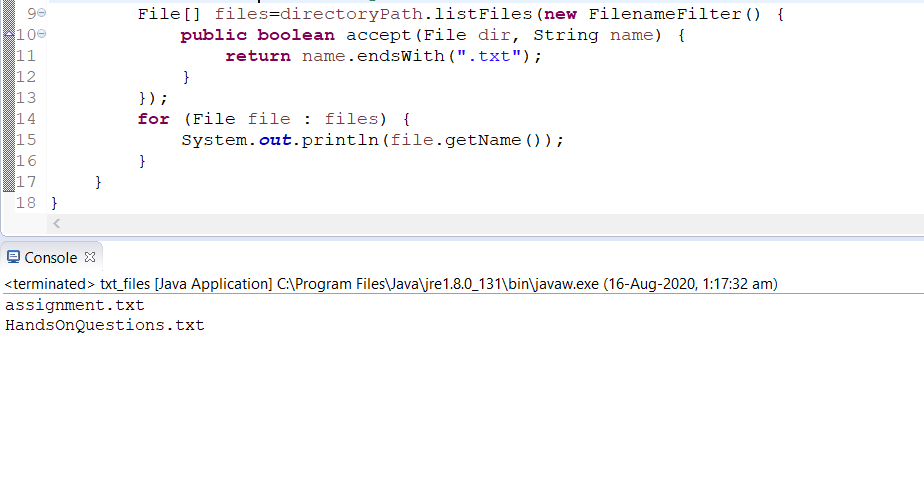 9 File[] files=directoryPath.listFiles(new FilenameFilter() {
10 public boolean accept(File dir, String name) {
11 return name.endsWith(".txt");
12 }
13 });
14 for (File file : files) {
15 System.out.println(file.getName());
16 }
17 }
18 }
Console
<terminated> txt_files [Java Application] C:\Program Files\Java\jre1.8.0_131\bin\javaw.exe (16-Aug-2020, 1:17:32 am)
assignment.txt
HandsOnQuestions.txt